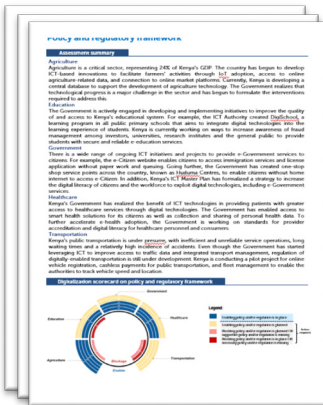 Policy and regulatory framework
Assessment summary
Agriculture
Agriculture is a critical sector, representing 24% of Kenya's GDP. The country has begun to develop
ICT-based innovations to facilitate farmers' activities through IoT adoption, access to online
agriculture-related data, and connection to online market platforms. Currently, Kenya is developing a
central database to support the development of agriculture technology. The Government realizes that
technological progress is a major challenge in the sector and has begun to formulate the interventions
required to address this.
Education
The Government is actively engaged in developing and implementing initiatives to improve the quality
of and access to Kenya's educational system. For example, the ICT Authority created DigSchool, a
learning program in all public primary schools that aims to integrate digital technologies into the
learning experience of students. Kenya is currently working on ways to increase awareness of fraud
management among investors, universities, research institutes and the general public to provide
students with secure and reliable e-education services.
Government
There is a wide range of ongoing ICT initiatives and projects to provide e-Government services to
citizens. For example, the e-Citizen website enables citizens to access immigration services and license
application without paper work and queuing. Going further, the Government has created one-stop
shop service points across the country, known as Huduma Centres, to enable citizens without home
internet to access e-Citizens. In addition, Kenya's ICT Master Plan has formalized a strategy to increase
the digital literacy of citizens and the workforce to exploit digital technologies, including e-Government
services.
Healthcare
Kenya's Government has realized the benefit of ICT technologies in providing patients with greater
access to healthcare services through digital technologies. The Government has enabled access to
smart health solutions for its citizens as well as collection and sharing of personal health data. To
further accelerate e-health adoption, the Government is working on standards for provider
accreditation and digital literacy for healthcare personnel and consumers.
Transportation
Kenya's public transportation is under pressure, with inefficient and unreliable service operations, long
waiting times and a relatively high incidence of accidents. Even though the Government has started
leveraging ICT to improve access to traffic data and integrated transport management, regulation of
digitally-enabled transportation is still under development. Kenya is conducting a pilot project for online
vehicle registration, cashless payments for public transportation, and fleet management to enable the
authorities to track vehicle speed and location.
Digitalization scorecard on policy and regulatory framework
Government
Education
Healthcare
Legend
Agriculture
Transportation
Blockage
Enabler